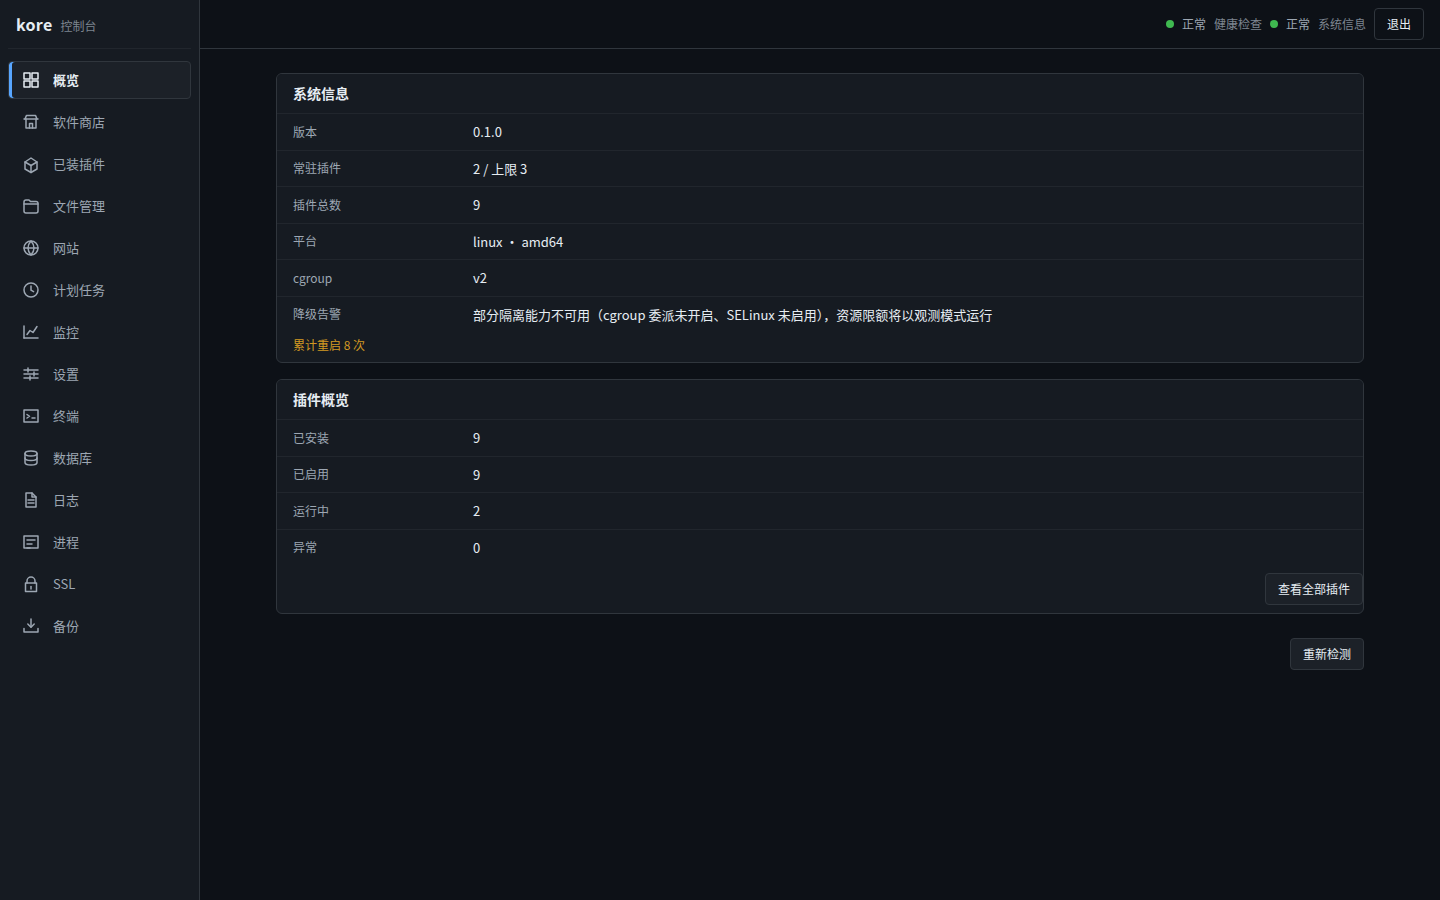 kore 控制台
正常 健康检查 正常 系统信息 退出
概览
软件商店
已装插件
文件管理
网站
计划任务
监控
设置
终端
数据库
日志
进程
SSL
备份
系统信息
版本 0.1.0
常驻插件 2 / 上限 3
插件总数 9
平台 linux · amd64
cgroup v2
降级告警 部分隔离能力不可用（cgroup 委派未开启、SELinux 未启用），资源限额将以观测模式运行
累计重启 8 次
插件概览
已安装 9
已启用 9
运行中 2
异常 0
查看全部插件
重新检测